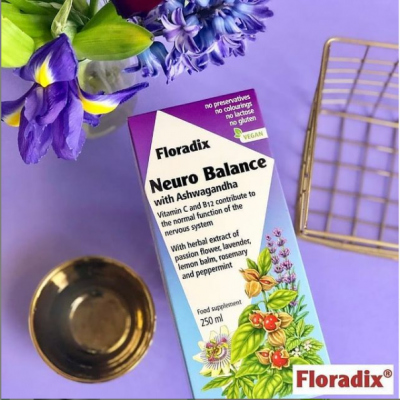 no preservatives
no colourings
no lactose
no gluten
VEGAN
Floradix
Neuro Balance
with Ashwagandha
Vitamin C and B12 contribute to
the normal function of the
nervous system
With herbal extract of
passion flower, lavender,
lemon balm, rosemary
and peppermint
Food supplement
250 ml
Floradix®